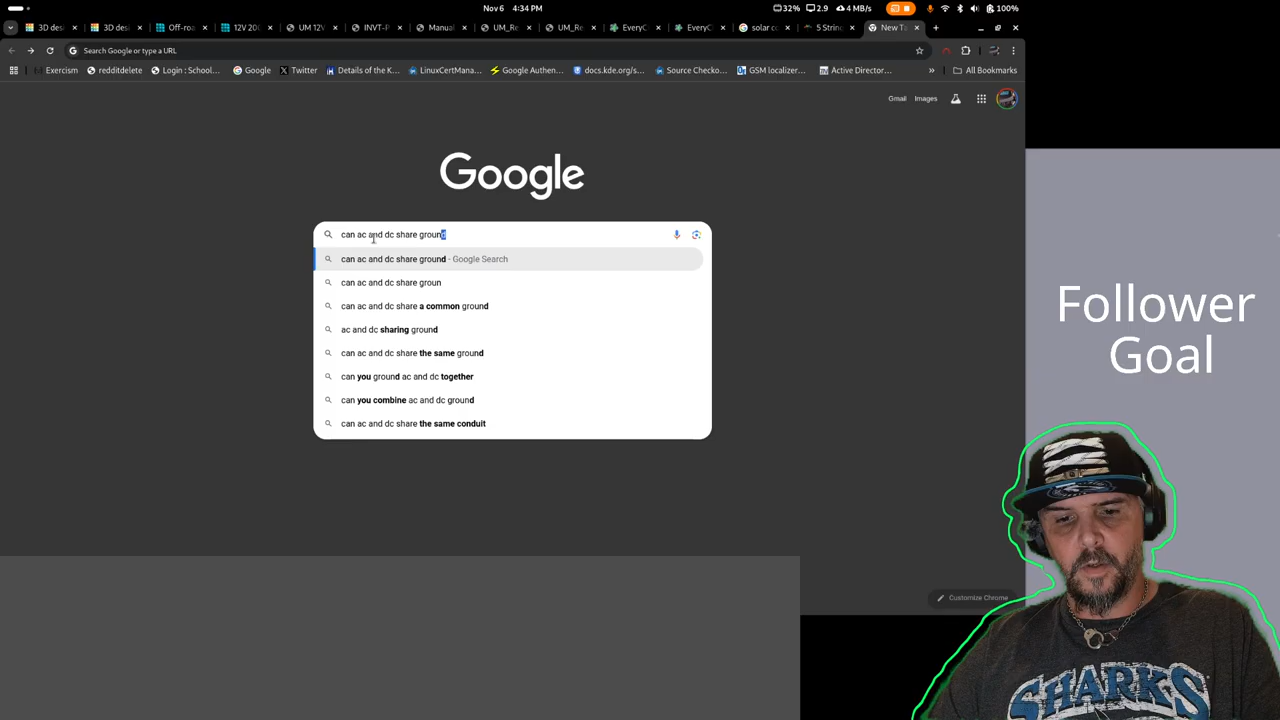 Nov 6 4:34 PM
32% 2.9 4 MB/s 100%
3D des 3D des Off-roa 12V 200 UM 12V INVT-P Manual UM_Re UM_Re EveryC EveryC solar co 5 String New Ta
Search Google or type a URL
Exercism redditdelete Login : School... Google Twitter Details of the K... LinuxCertMana... Google Authen... docs.kde.org/s... Source Checko... GSM localizer... Active Director... » All Bookmarks
Gmail Images
Google
can ac and dc share ground
can ac and dc share ground - Google Search
can ac and dc share groun
can ac and dc share a common ground
ac and dc sharing ground
can ac and dc share the same ground
can you ground ac and dc together
can you combine ac and dc ground
can ac and dc share the same conduit
Customize Chrome
Follower
Goal
SHARKS